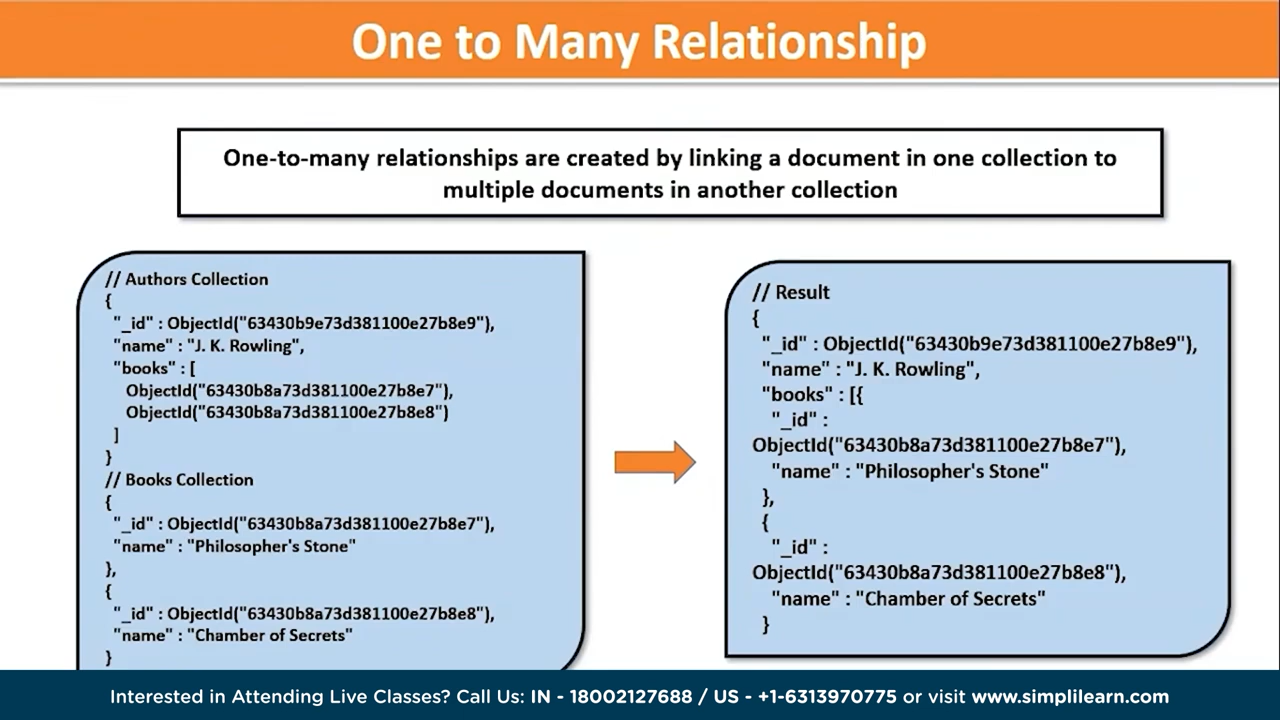 One to Many Relationship
One-to-many relationships are created by linking a document in one collection to
multiple documents in another collection
// Authors Collection
{
"_id" : ObjectId("63430b9e73d381100e27b8e9"),
"name" : "J. K. Rowling",
"books" : [
ObjectId("63430b8a73d381100e27b8e7"),
ObjectId("63430b8a73d381100e27b8e8")
]
}
// Books Collection
{
"_id" : ObjectId("63430b8a73d381100e27b8e7"),
"name" : "Philosopher's Stone"
},
{
"_id" : ObjectId("63430b8a73d381100e27b8e8"),
"name" : "Chamber of Secrets"
}
// Result
{
"_id" : ObjectId("63430b9e73d381100e27b8e9"),
"name" : "J. K. Rowling",
"books" : [{
"_id" :
ObjectId("63430b8a73d381100e27b8e7"),
"name" : "Philosopher's Stone"
},
{
"_id" :
ObjectId("63430b8a73d381100e27b8e8"),
"name" : "Chamber of Secrets"
}
Interested in Attending Live Classes? Call Us: IN - 18002127688 / US - +1-6313970775 or visit www.simplilearn.com